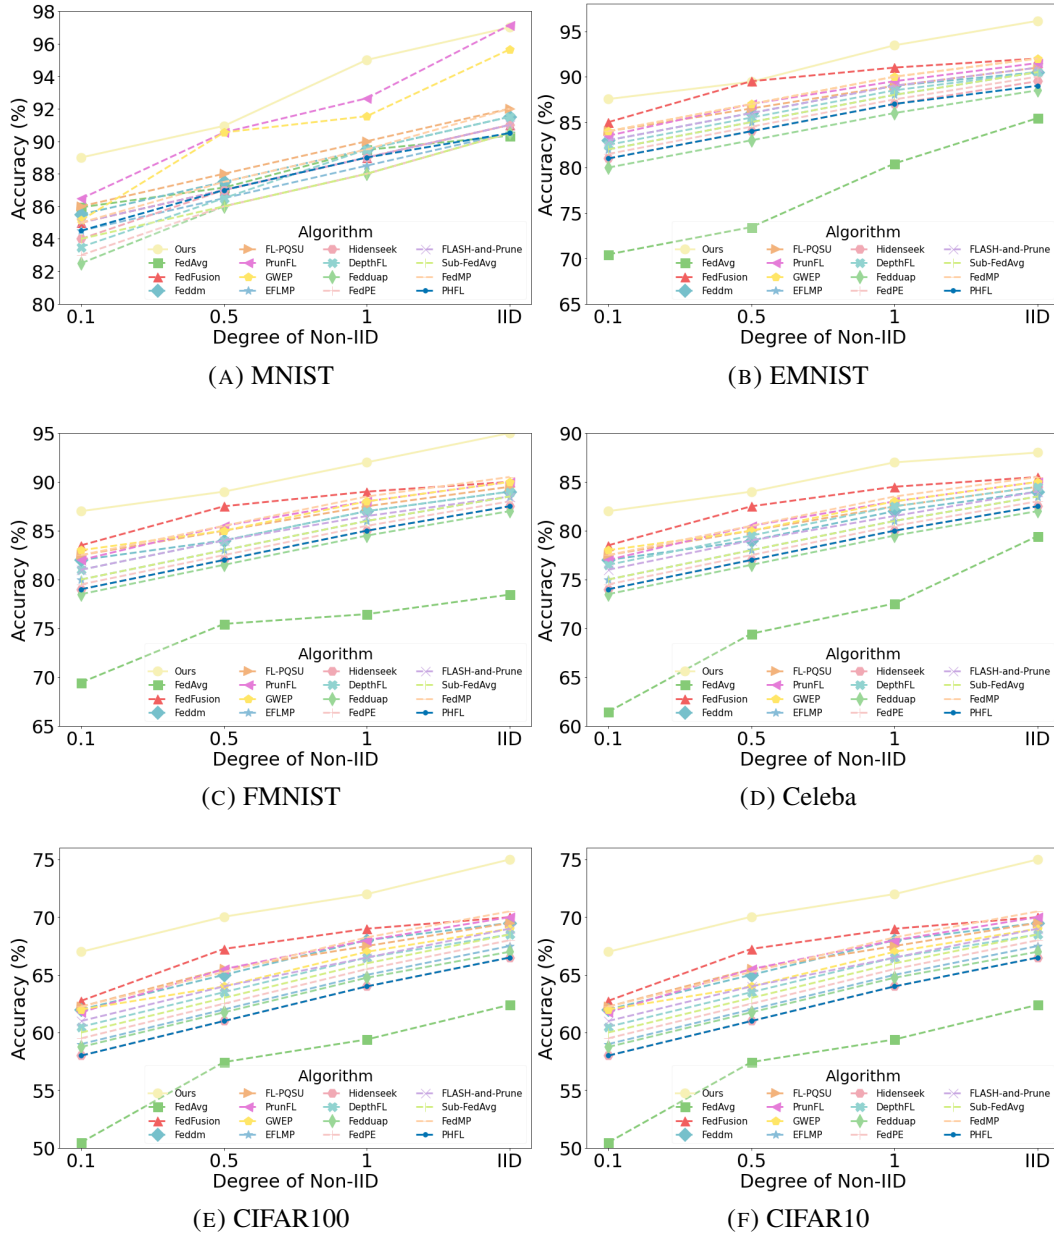 98
96
94
92
90
88
86
84
82
80
Accuracy (%)
0.1 0.5 1 IID
Degree of Non-IID
Algorithm
Ours FL-PQSU Hidenseek FLASH-and-Prune
FedAvg PrunFL DepthFL Sub-FedAvg
FedFusion GWEP Fedduap FedMP
Feddm EFLMP FedPE PHFL
(A) MNIST
95
90
85
80
75
70
65
Accuracy (%)
0.1 0.5 1 IID
Degree of Non-IID
Algorithm
Ours FL-PQSU Hidenseek FLASH-and-Prune
FedAvg PrunFL DepthFL Sub-FedAvg
FedFusion GWEP Fedduap FedMP
Feddm EFLMP FedPE PHFL
(B) EMNIST
95
90
85
80
75
70
65
Accuracy (%)
0.1 0.5 1 IID
Degree of Non-IID
Algorithm
Ours FL-PQSU Hidenseek FLASH-and-Prune
FedAvg PrunFL DepthFL Sub-FedAvg
FedFusion GWEP Fedduap FedMP
Feddm EFLMP FedPE PHFL
(C) FMNIST
90
85
80
75
70
65
60
Accuracy (%)
0.1 0.5 1 IID
Degree of Non-IID
Algorithm
Ours FL-PQSU Hidenseek FLASH-and-Prune
FedAvg PrunFL DepthFL Sub-FedAvg
FedFusion GWEP Fedduap FedMP
Feddm EFLMP FedPE PHFL
(D) Celeba
75
70
65
60
55
50
Accuracy (%)
0.1 0.5 1 IID
Degree of Non-IID
Algorithm
Ours FL-PQSU Hidenseek FLASH-and-Prune
FedAvg PrunFL DepthFL Sub-FedAvg
FedFusion GWEP Fedduap FedMP
Feddm EFLMP FedPE PHFL
(E) CIFAR100
75
70
65
60
55
50
Accuracy (%)
0.1 0.5 1 IID
Degree of Non-IID
Algorithm
Ours FL-PQSU Hidenseek FLASH-and-Prune
FedAvg PrunFL DepthFL Sub-FedAvg
FedFusion GWEP Fedduap FedMP
Feddm EFLMP FedPE PHFL
(F) CIFAR10